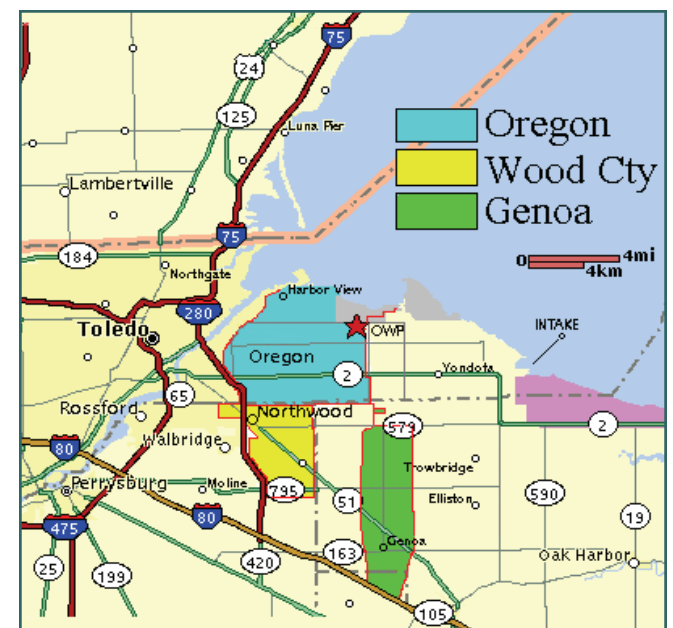 75
24
125
Luna Pier
Oregon
Wood Cty
Genoa
Lambertville
75
184
0 4mi
4km
Northgate
Harbor View
280
Toledo
OWP
INTAKE
Oregon
2
Yondota
65
Rossford
Northwood
2
579
Walbridge
80
Trowbridge
Perrysburg
Moline
795
51
Elliston
590
80
19
475
Genoa
163
Oak Harbor
25
199
420
105